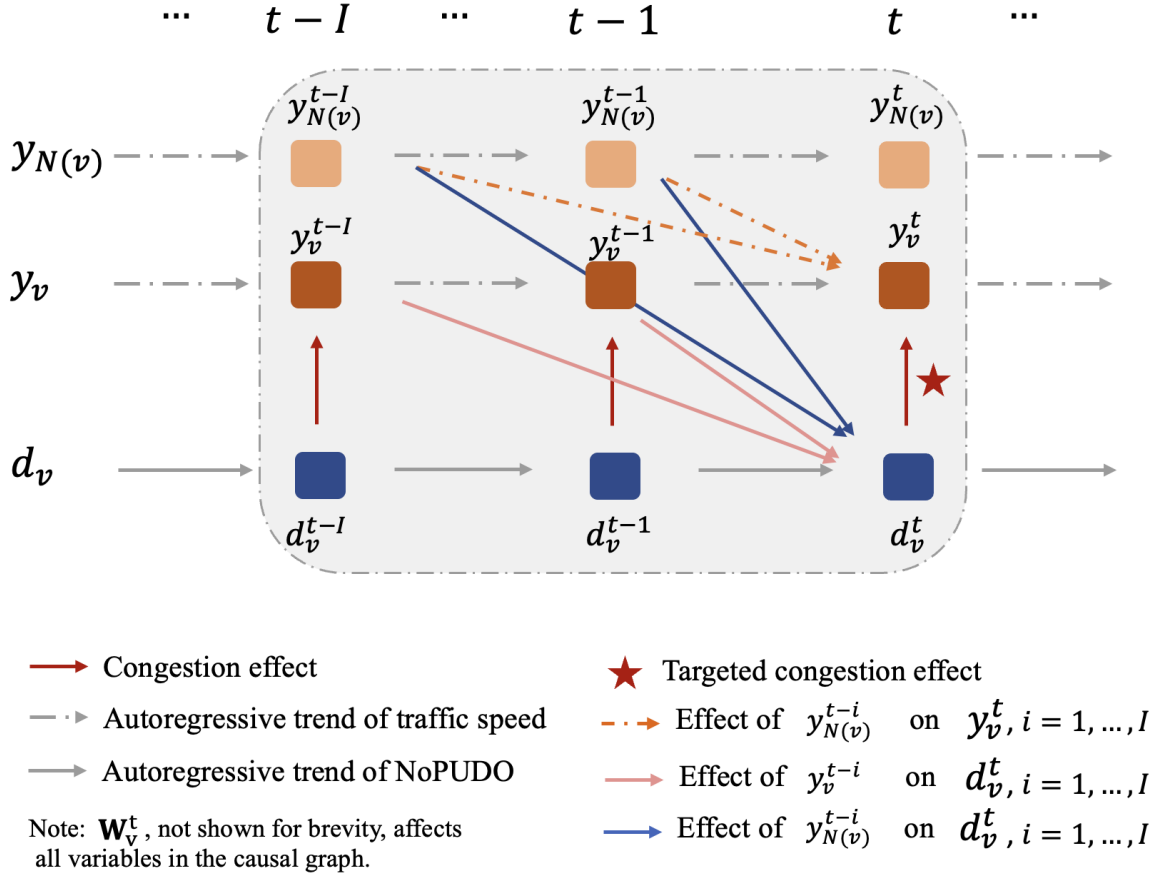 ... t − I ... t − 1 t ...
y_{N(v)}^{t−I} y_{N(v)}^{t−1} y_{N(v)}^{t}
y_{N(v)}
y_v^{t−I} y_v^{t−1} y_v^{t}
y_v
d_v
d_v^{t−I} d_v^{t−1} d_v^{t}
Congestion effect
Autoregressive trend of traffic speed
Autoregressive trend of NoPUDO
Note: W_v^t, not shown for brevity, affects
all variables in the causal graph.
Targeted congestion effect
Effect of y_{N(v)}^{t−i} on y_v^t, i = 1, ..., I
Effect of y_v^{t−i} on d_v^t, i = 1, ..., I
Effect of y_{N(v)}^{t−i} on d_v^t, i = 1, ..., I